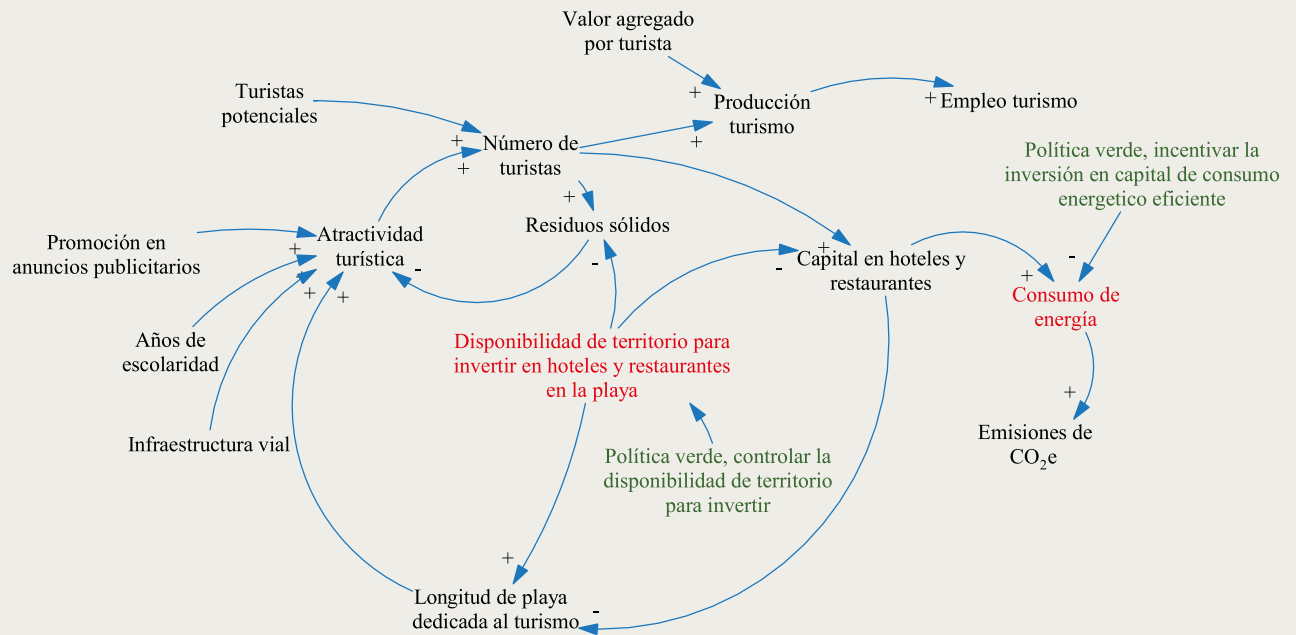 Valor agregado
por turista
Turistas
potenciales
+
Producción
turismo
+
Empleo turismo
+
+
Número de
turistas
+
Política verde, incentivar la
inversión en capital de consumo
energetico eficiente
+
Residuos sólidos
Promoción en
anuncios publicitarios
+
Atractividad
turística
-
-
-
+
Capital en hoteles y
restaurantes
-
+
Consumo de
energía
+
+
+
Años de
escolaridad
Disponibilidad de territorio para
invertir en hoteles y restaurantes
en la playa
+
Infraestructura vial
Emisiones de
CO₂e
Política verde, controlar la
disponibilidad de territorio
para invertir
+
Longitud de playa
dedicada al turismo
-